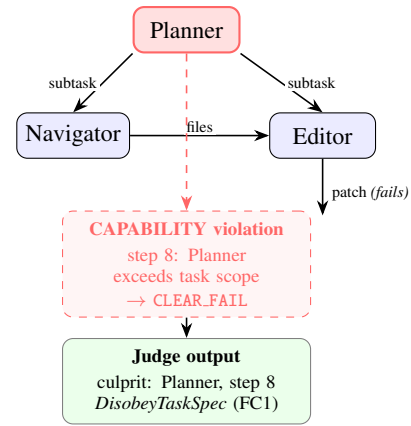 Planner
subtask
subtask
Navigator
files
Editor
patch (fails)
CAPABILITY violation
step 8: Planner
exceeds task scope
→ CLEAR_FAIL
Judge output
culprit: Planner, step 8
DisobeyTaskSpec (FC1)